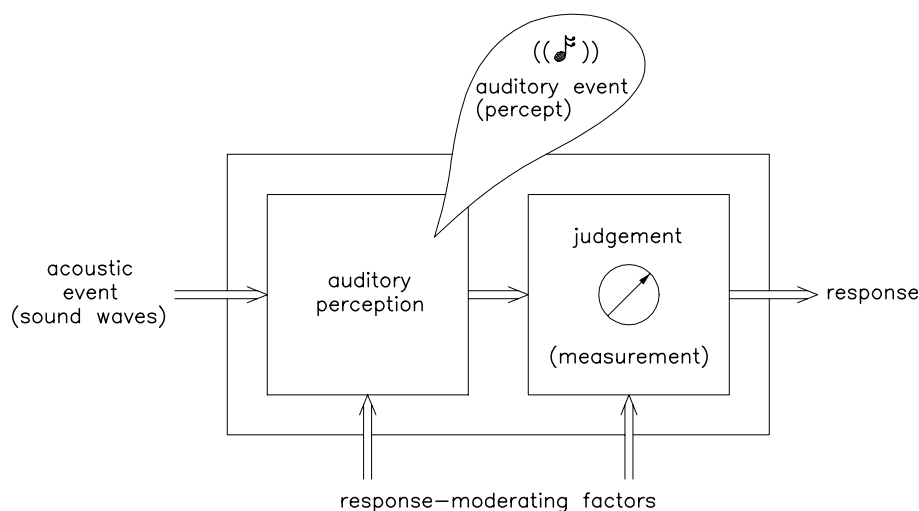 (( ))
auditory event
(percept)
judgement
acoustic
event
(sound waves)
auditory
perception
response
(measurement)
response-moderating factors